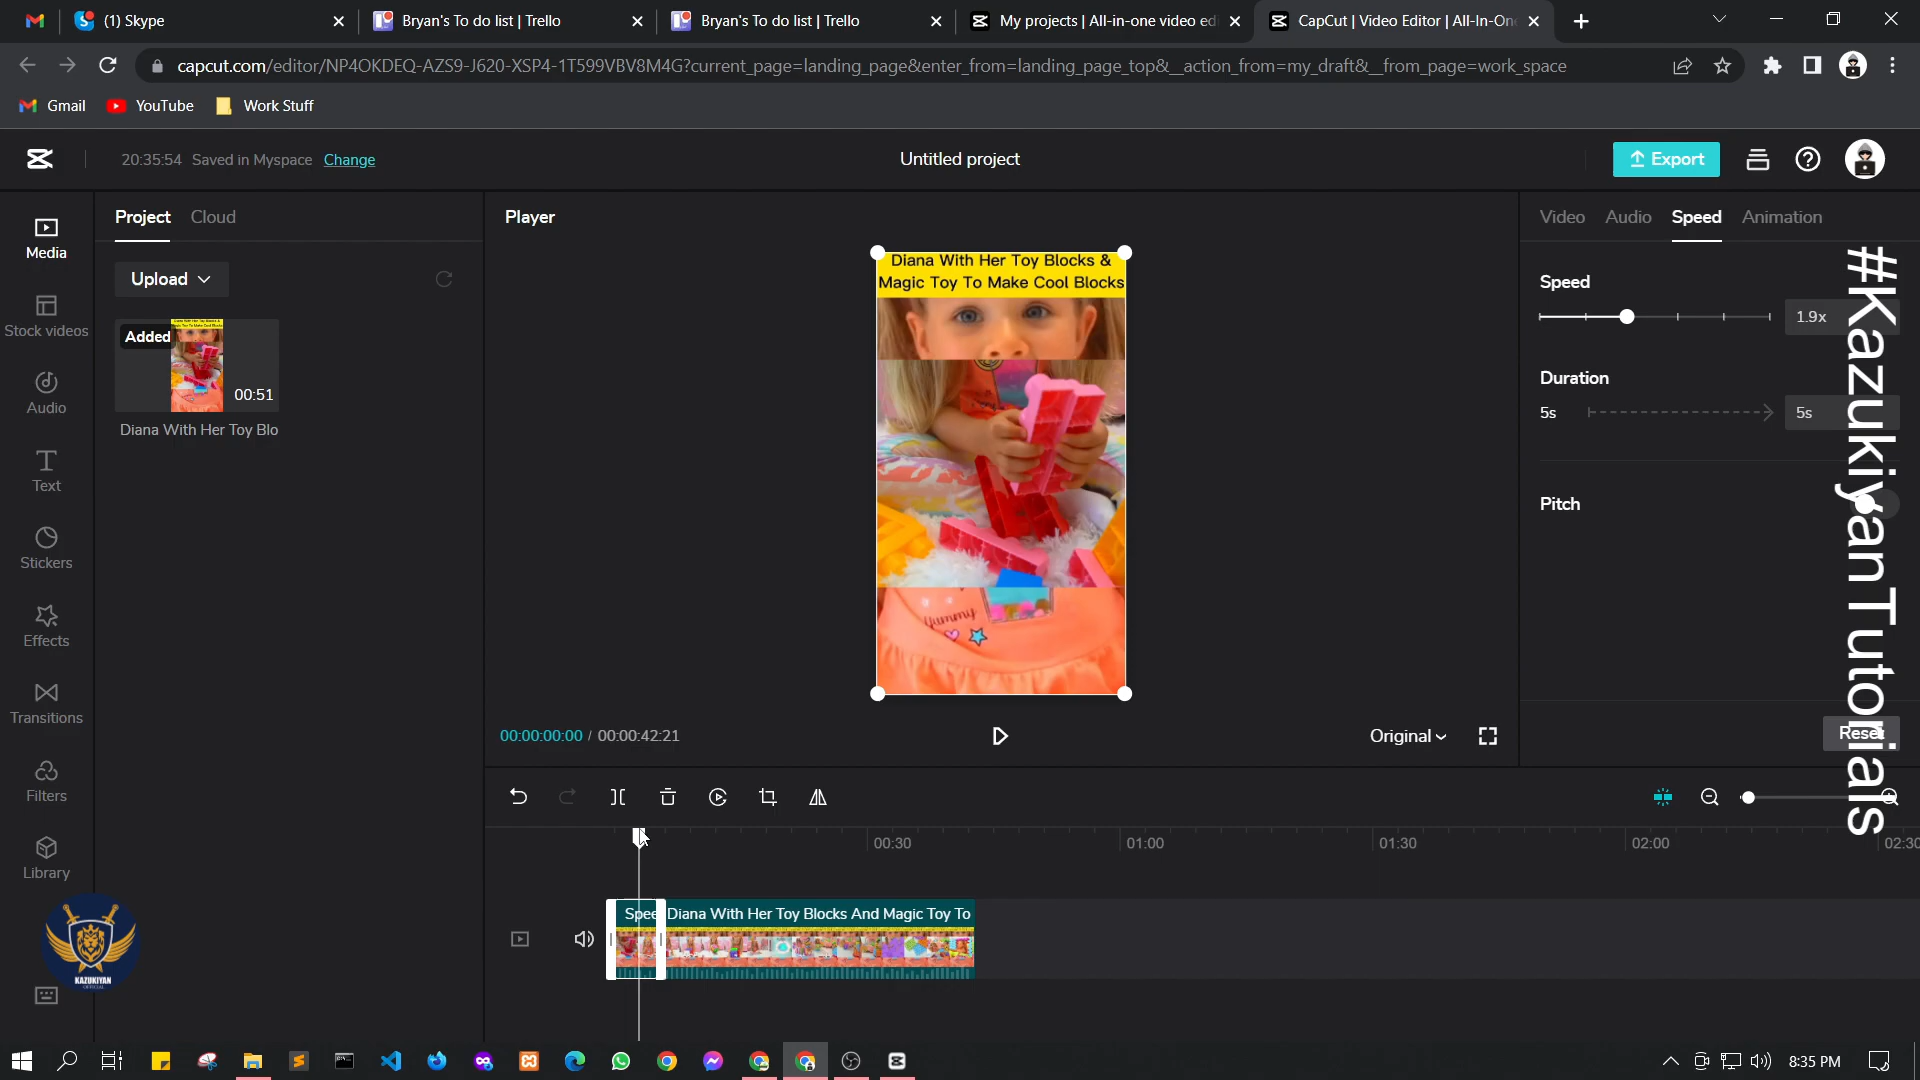 (1) Skype
Bryan's To do list | Trello
Bryan's To do list | Trello
My projects | All-in-one video ed
CapCut | Video Editor | All-In-On
capcut.com/editor/NP4OKDEQ-AZS9-J620-XSP4-1T599VBV8M4G?current_page=landing_page&enter_from=landing_page_top&__action_from=my_draft&__from_page=work_space
Gmail
YouTube
Work Stuff
20:35:54 Saved in Myspace Change
Untitled project
Export
Media
Stock videos
Audio
Text
Stickers
Effects
Transitions
Filters
Library
Project
Cloud
Upload
Added
00:51
Diana With Her Toy Blo
Player
Diana With Her Toy Blocks &
Magic Toy To Make Cool Blocks
Yummy
00:00:00:00 / 00:00:42:21
Original
Video
Audio
Speed
Animation
Speed
1.9x
Duration
5s
5s
Pitch
Reset
#KazukiyanTutorials
00:30
01:00
01:30
02:00
02:30
Spee
Diana With Her Toy Blocks And Magic Toy To
KAZUKIYAN
OFFICIAL
8:35 PM